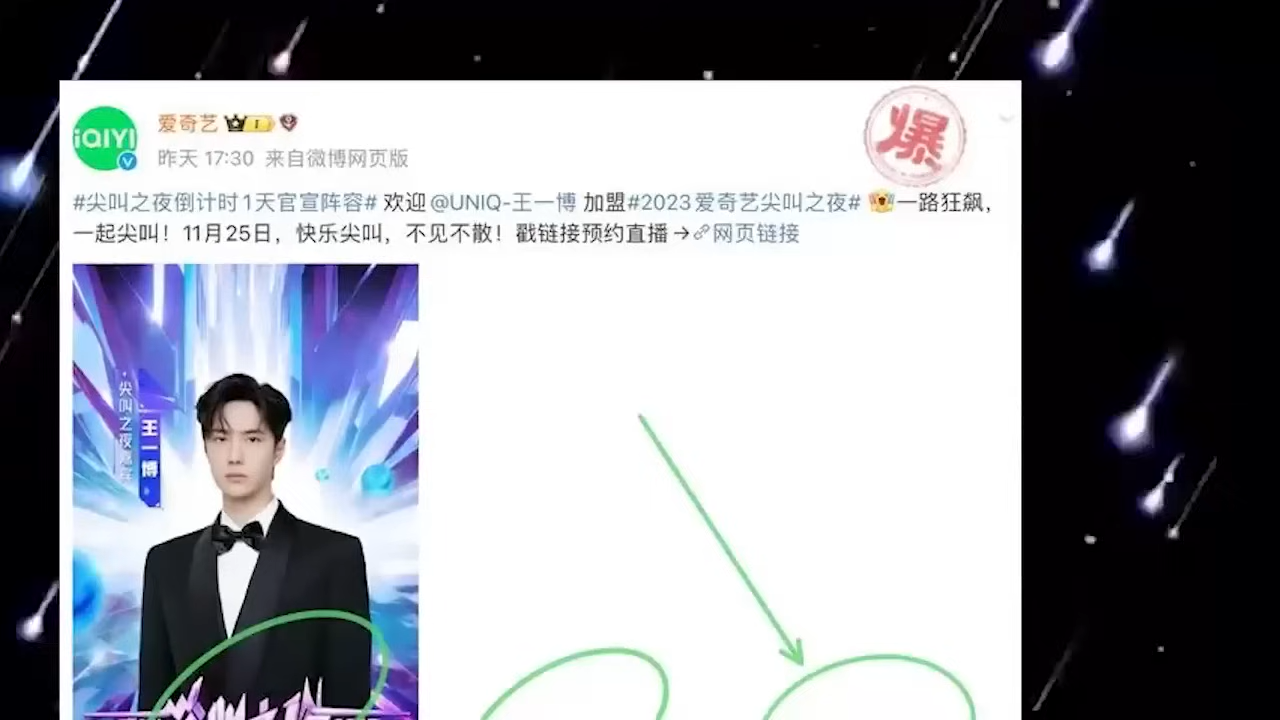 爆
iQIYI
爱奇艺
昨天 17:30 来自微博网页版
#尖叫之夜倒计时1天官宣阵容# 欢迎 @UNIQ-王一博 加盟#2023爱奇艺尖叫之夜# 一路狂飙，
一起尖叫！11月25日，快乐尖叫，不见不散！戳链接预约直播→网页链接
尖叫之夜
王一博
尖叫之夜